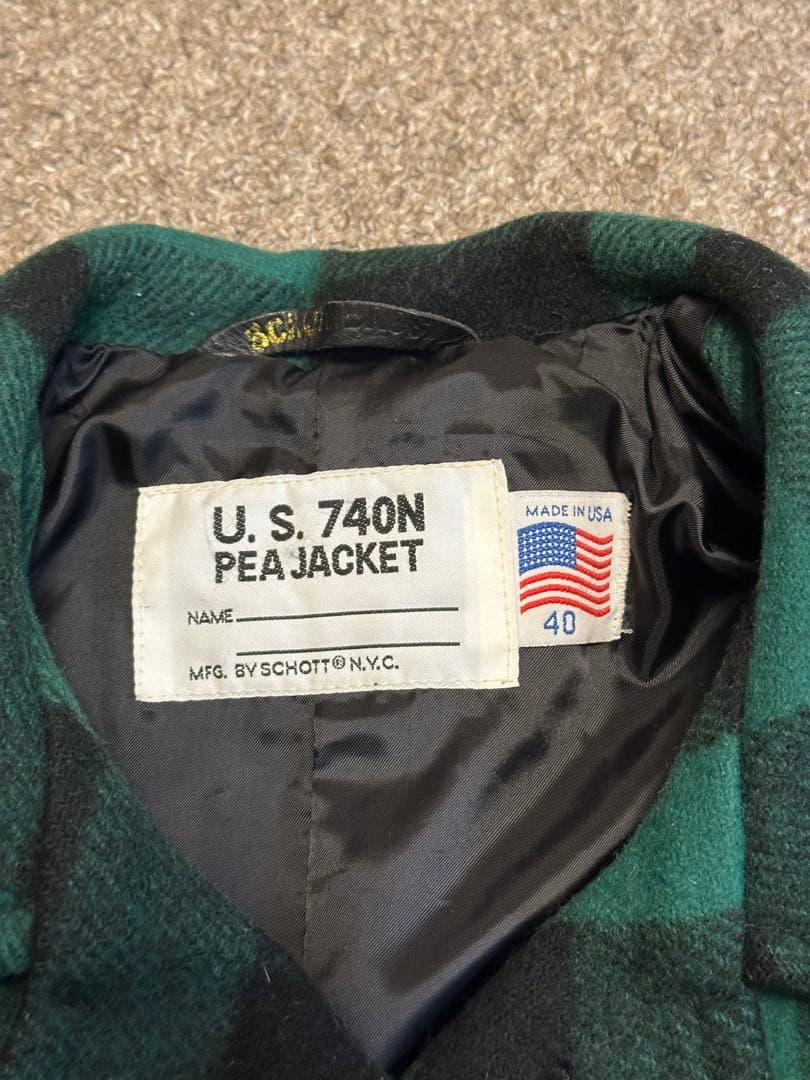 U. S. 740N
PEA JACKET
NAME
MFG. BY SCHOTT® N.Y.C.
MADE IN USA
40